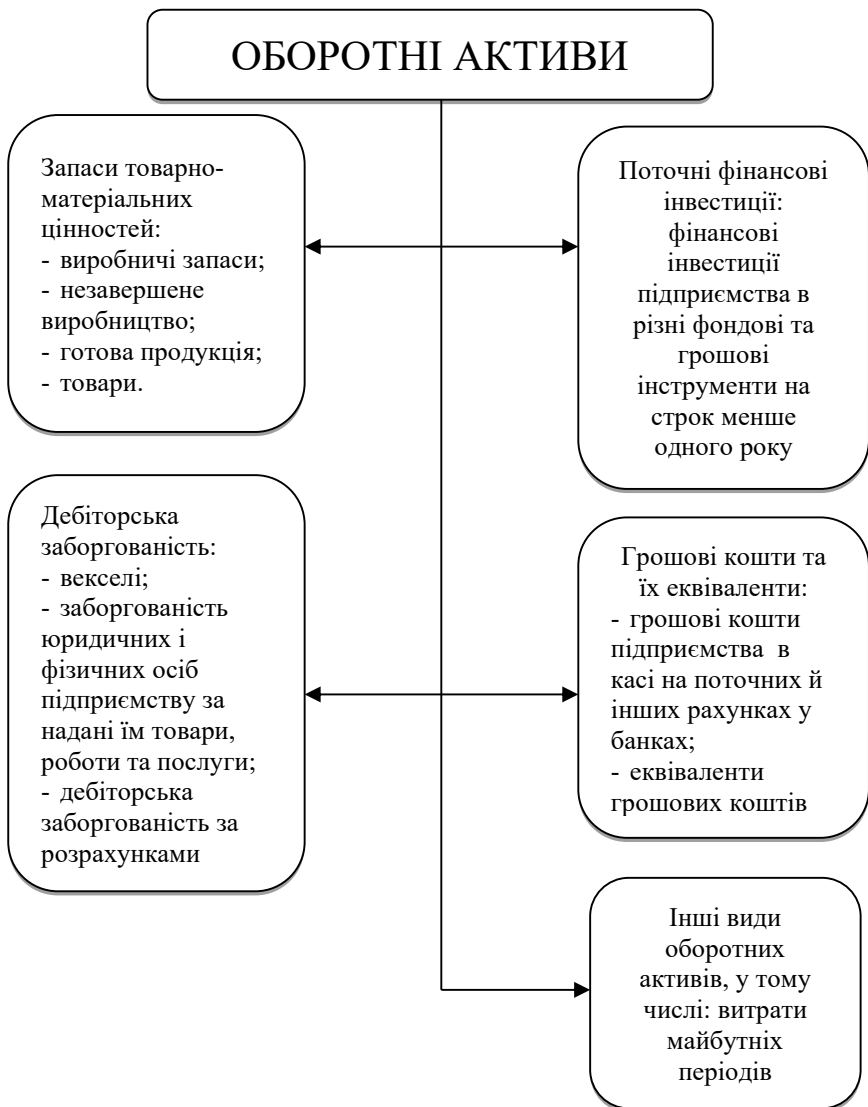 ОБОРОТНІ АКТИВИ
Запаси товарно-
матеріальних
цінностей:
- виробничі запаси;
- незавершене
виробництво;
- готова продукція;
- товари.
Поточні фінансові
інвестиції:
фінансові
інвестиції
підприємства в
різні фондові та
грошові
інструменти на
строк менше
одного року
Дебіторська
заборгованість:
- векселі;
- заборгованість
юридичних і
фізичних осіб
підприємству за
надані їм товари,
роботи та послуги;
- дебіторська
заборгованість за
розрахунками
Грошові кошти та
їх еквіваленти:
- грошові кошти
підприємства в
касі на поточних й
інших рахунках у
банках;
- еквіваленти
грошових коштів
Інші види
оборотних
активів, у тому
числі: витрати
майбутніх
періодів